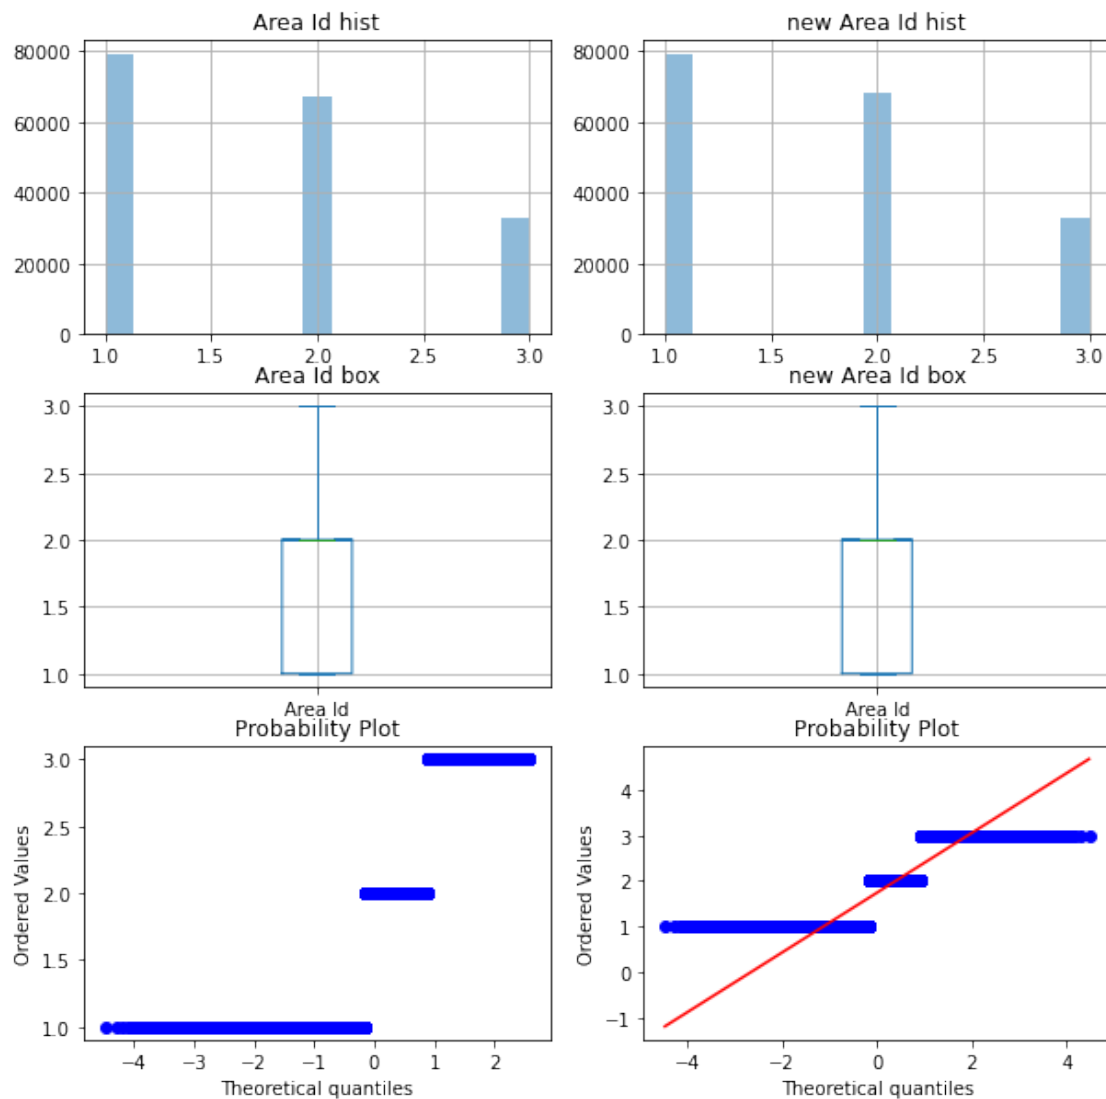 Area Id hist new Area Id hist
80000 80000
60000 60000
40000 40000
20000 20000
0 0
1.0 1.5 2.0 2.5 3.0 1.0 1.5 2.0 2.5 3.0
Area Id box new Area Id box
3.0 3.0
2.5 2.5
2.0 2.0
1.5 1.5
1.0 1.0
Area Id Area Id
Probability Plot Probability Plot
Ordered Values Ordered Values
3.0
2.5
2.0
1.5
1.0
4
3
2
1
0
−1
−4 −3 −2 −1 0 1 2 −4 −2 0 2 4
Theoretical quantiles Theoretical quantiles